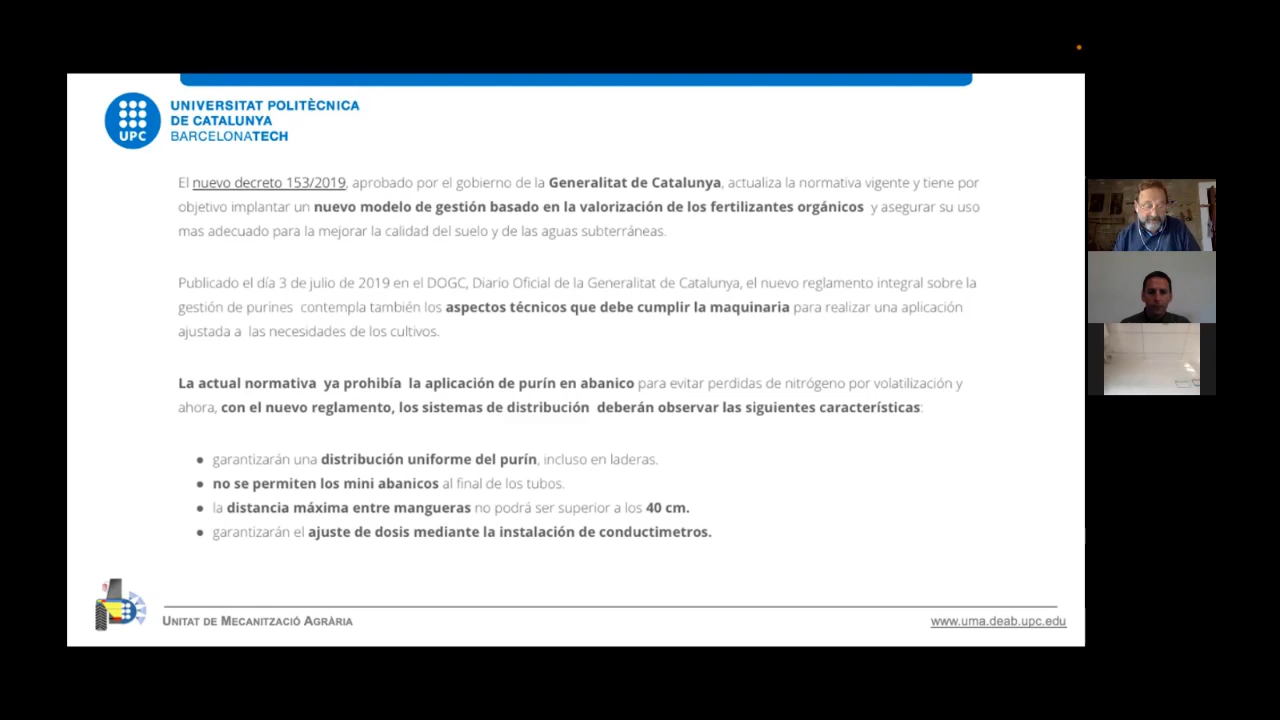 UPC
UNIVERSITAT POLITÈCNICA
DE CATALUNYA
BARCELONATECH
El nuevo decreto 153/2019, aprobado por el gobierno de la Generalitat de Catalunya, actualiza la normativa vigente y tiene por
objetivo implantar un nuevo modelo de gestión basado en la valorización de los fertilizantes orgánicos y asegurar su uso
mas adecuado para la mejorar la calidad del suelo y de las aguas subterráneas.
Publicado el día 3 de julio de 2019 en el DOGC, Diario Oficial de la Generalitat de Catalunya, el nuevo reglamento integral sobre la
gestión de purines contempla también los aspectos técnicos que debe cumplir la maquinaria para realizar una aplicación
ajustada a las necesidades de los cultivos.
La actual normativa ya prohibía la aplicación de purín en abanico para evitar perdidas de nitrógeno por volatilización y
ahora, con el nuevo reglamento, los sistemas de distribución deberán observar las siguientes características:
● garantizarán una distribución uniforme del purín, incluso en laderas.
● no se permiten los mini abanicos al final de los tubos.
● la distancia máxima entre mangueras no podrá ser superior a los 40 cm.
● garantizarán el ajuste de dosis mediante la instalación de conductimetros.
UNITAT DE MECANITZACIÓ AGRÀRIA
www.uma.deab.upc.edu